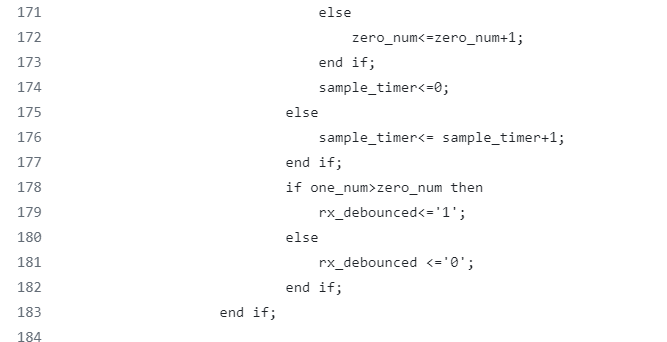 171                                 else
172                                     zero_num<=zero_num+1;
173                                 end if;
174                                 sample_timer<=0;
175                             else
176                                 sample_timer<= sample_timer+1;
177                             end if;
178                             if one_num>zero_num then
179                                 rx_debounced<='1';
180                             else
181                                 rx_debounced <='0';
182                             end if;
183                     end if;
184